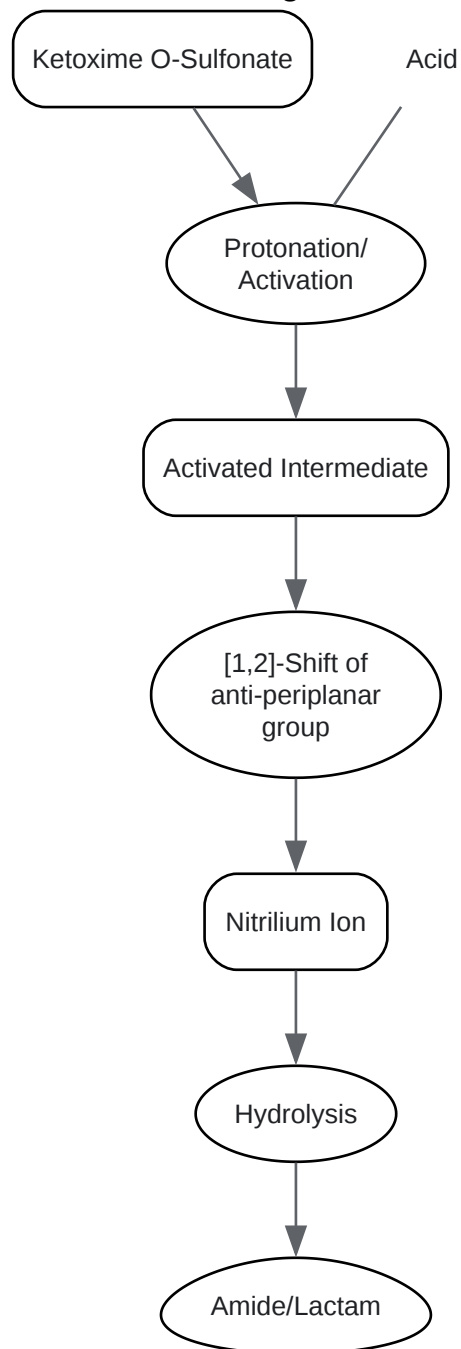 Ketoxime O-Sulfonate
Acid
Protonation/
Activation
Activated Intermediate
[1,2]-Shift of
anti-periplanar
group
Nitrilium Ion
Hydrolysis
Amide/Lactam